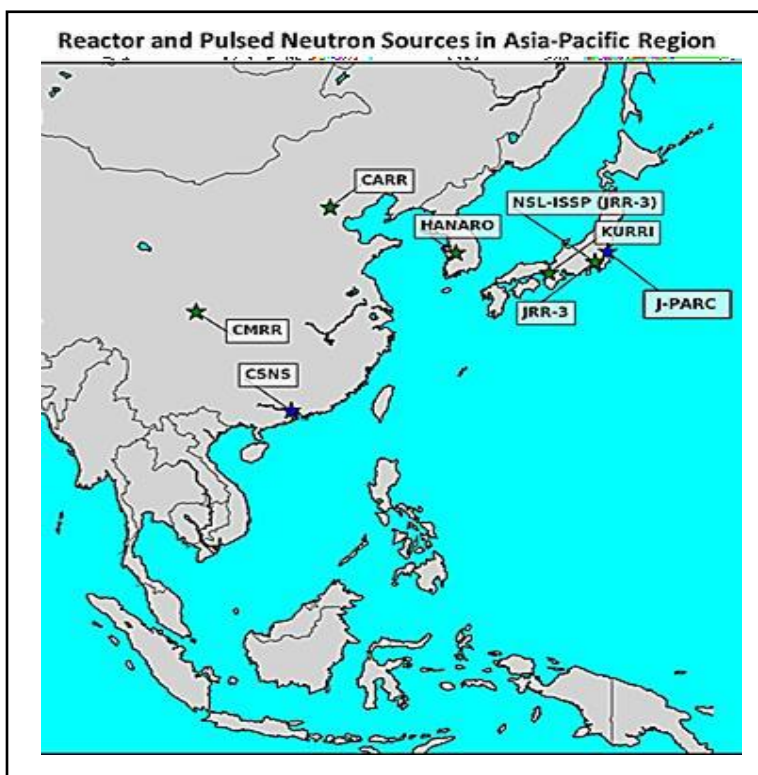 Reactor and Pulsed Neutron Sources in Asia-Pacific Region
CARR
NSL-ISSP (JRR-3)
HANARO
KURRI
JRR-3
J-PARC
CMRR
CSNS